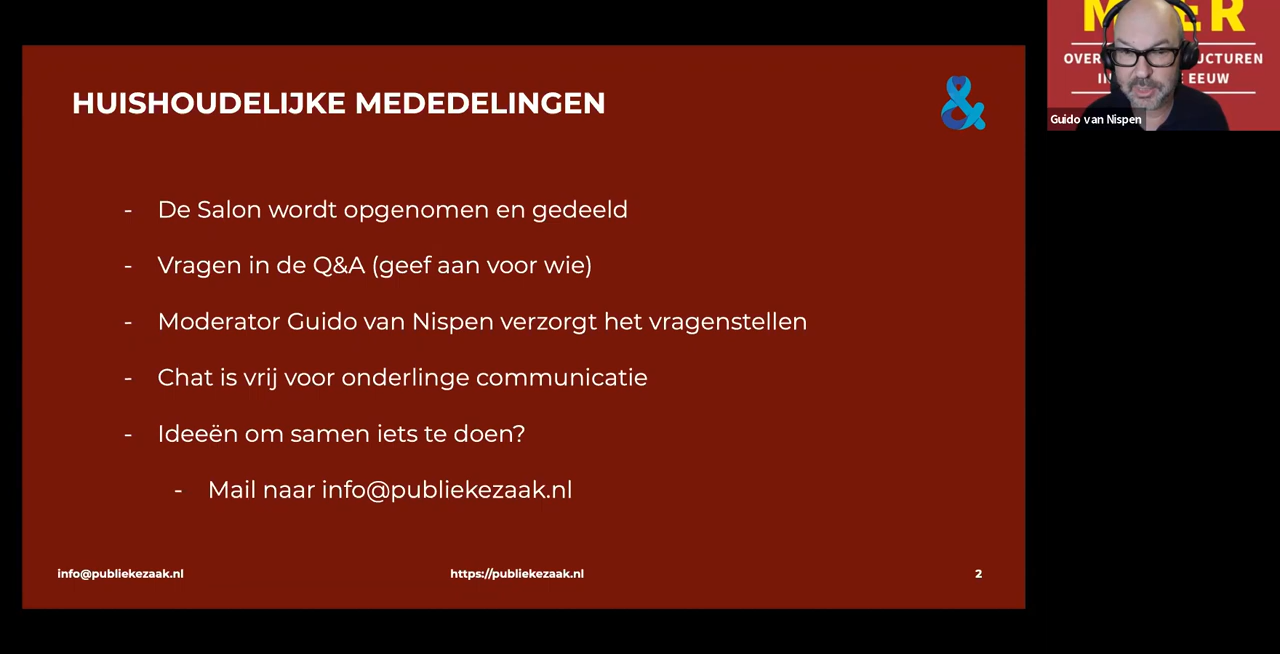 HUISHOUDELIJKE MEDEDELINGEN
&
- De Salon wordt opgenomen en gedeeld
- Vragen in de Q&A (geef aan voor wie)
- Moderator Guido van Nispen verzorgt het vragenstellen
- Chat is vrij voor onderlinge communicatie
- Ideeën om samen iets te doen?
- Mail naar info@publiekezaak.nl
info@publiekezaak.nl
https://publiekezaak.nl
2
EEUW
Guido van Nispen